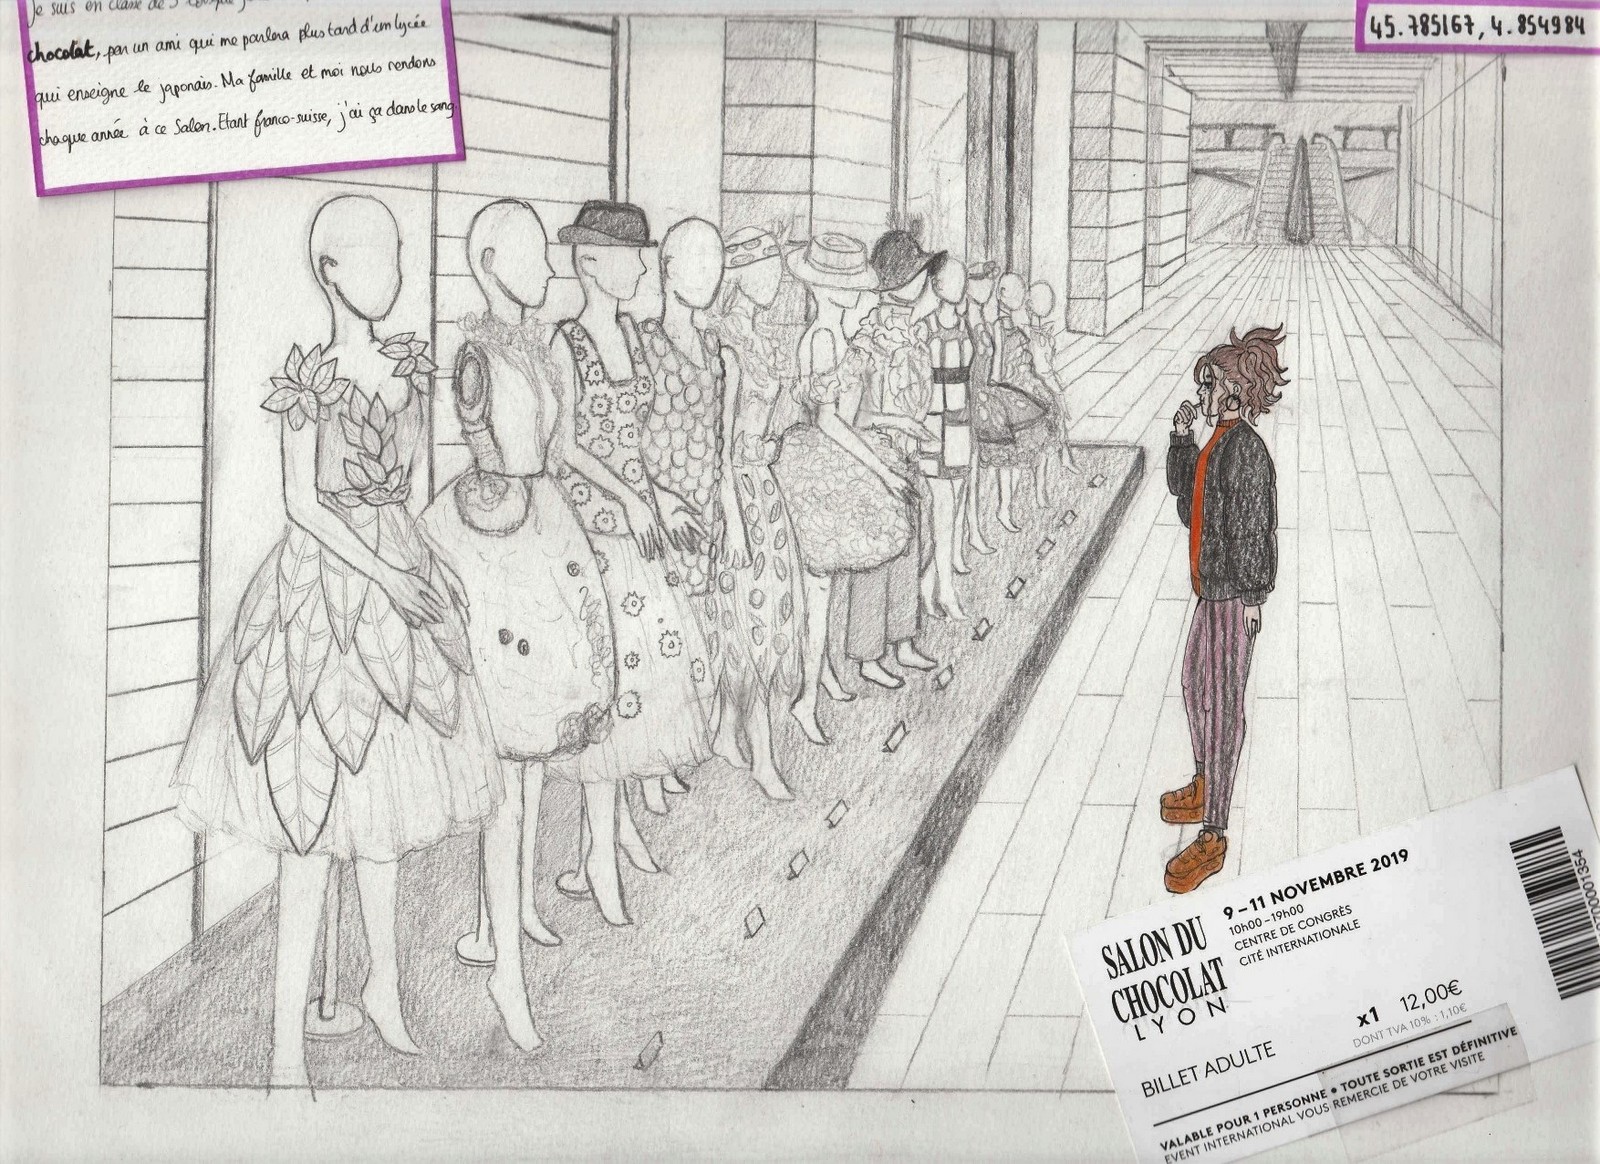 Je suis en classe de
chocolat, par un ami qui me parlera plus tard d'un lycée
qui enseigne le japonais. Ma famille et moi nous rendons
chaque année à ce Salon. Etant franco-suisse, j'ai ça dans le sang
45.785167, 4.854984
9–11 NOVEMBRE 2019
10h00–19h00
CENTRE DE CONGRÈS
CITÉ INTERNATIONALE
SALON DU
CHOCOLAT
LYON
x1 12,00€
DONT TVA 10% : 1,10€
BILLET ADULTE
VALABLE POUR 1 PERSONNE • TOUTE SORTIE EST DÉFINITIVE
EVENT INTERNATIONAL VOUS REMERCIE DE VOTRE VISITE